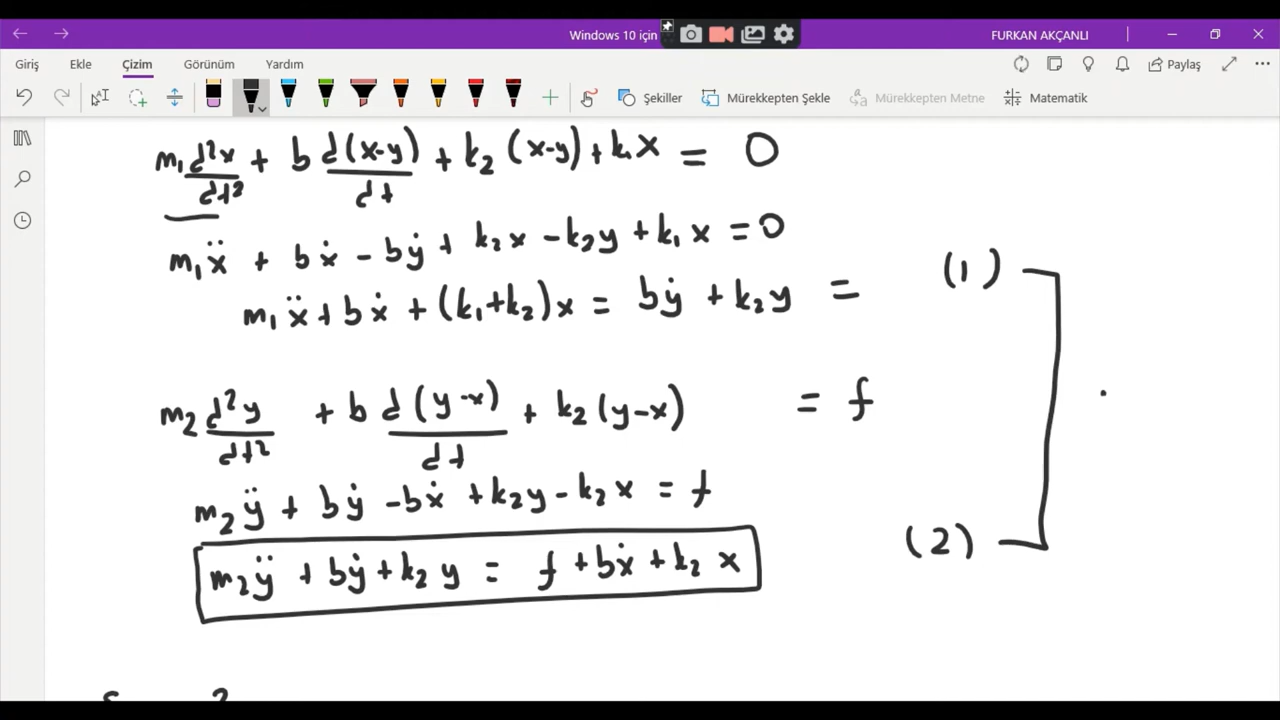 Windows 10 için
FURKAN AKÇANLI
Giriş Ekle Çizim Görünüm Yardım
Paylaş
Şekiller Mürekkepten Şekle Mürekkepten Metne Matematik
m₁ d²x/dt² + b d(x-y)/dt + k₂ (x-y) + k₁x = 0
m₁ẍ + bẋ - bẏ + k₂x - k₂y + k₁x = 0
m₁ẍ + bẋ + (k₁+k₂)x = bẏ + k₂y = (1)
m₂ d²y/dt² + b d(y-x)/dt + k₂(y-x) = f
m₂ÿ + bẏ - bẋ + k₂y - k₂x = f
m₂ÿ + bẏ + k₂y = f + bẋ + k₂x (2)